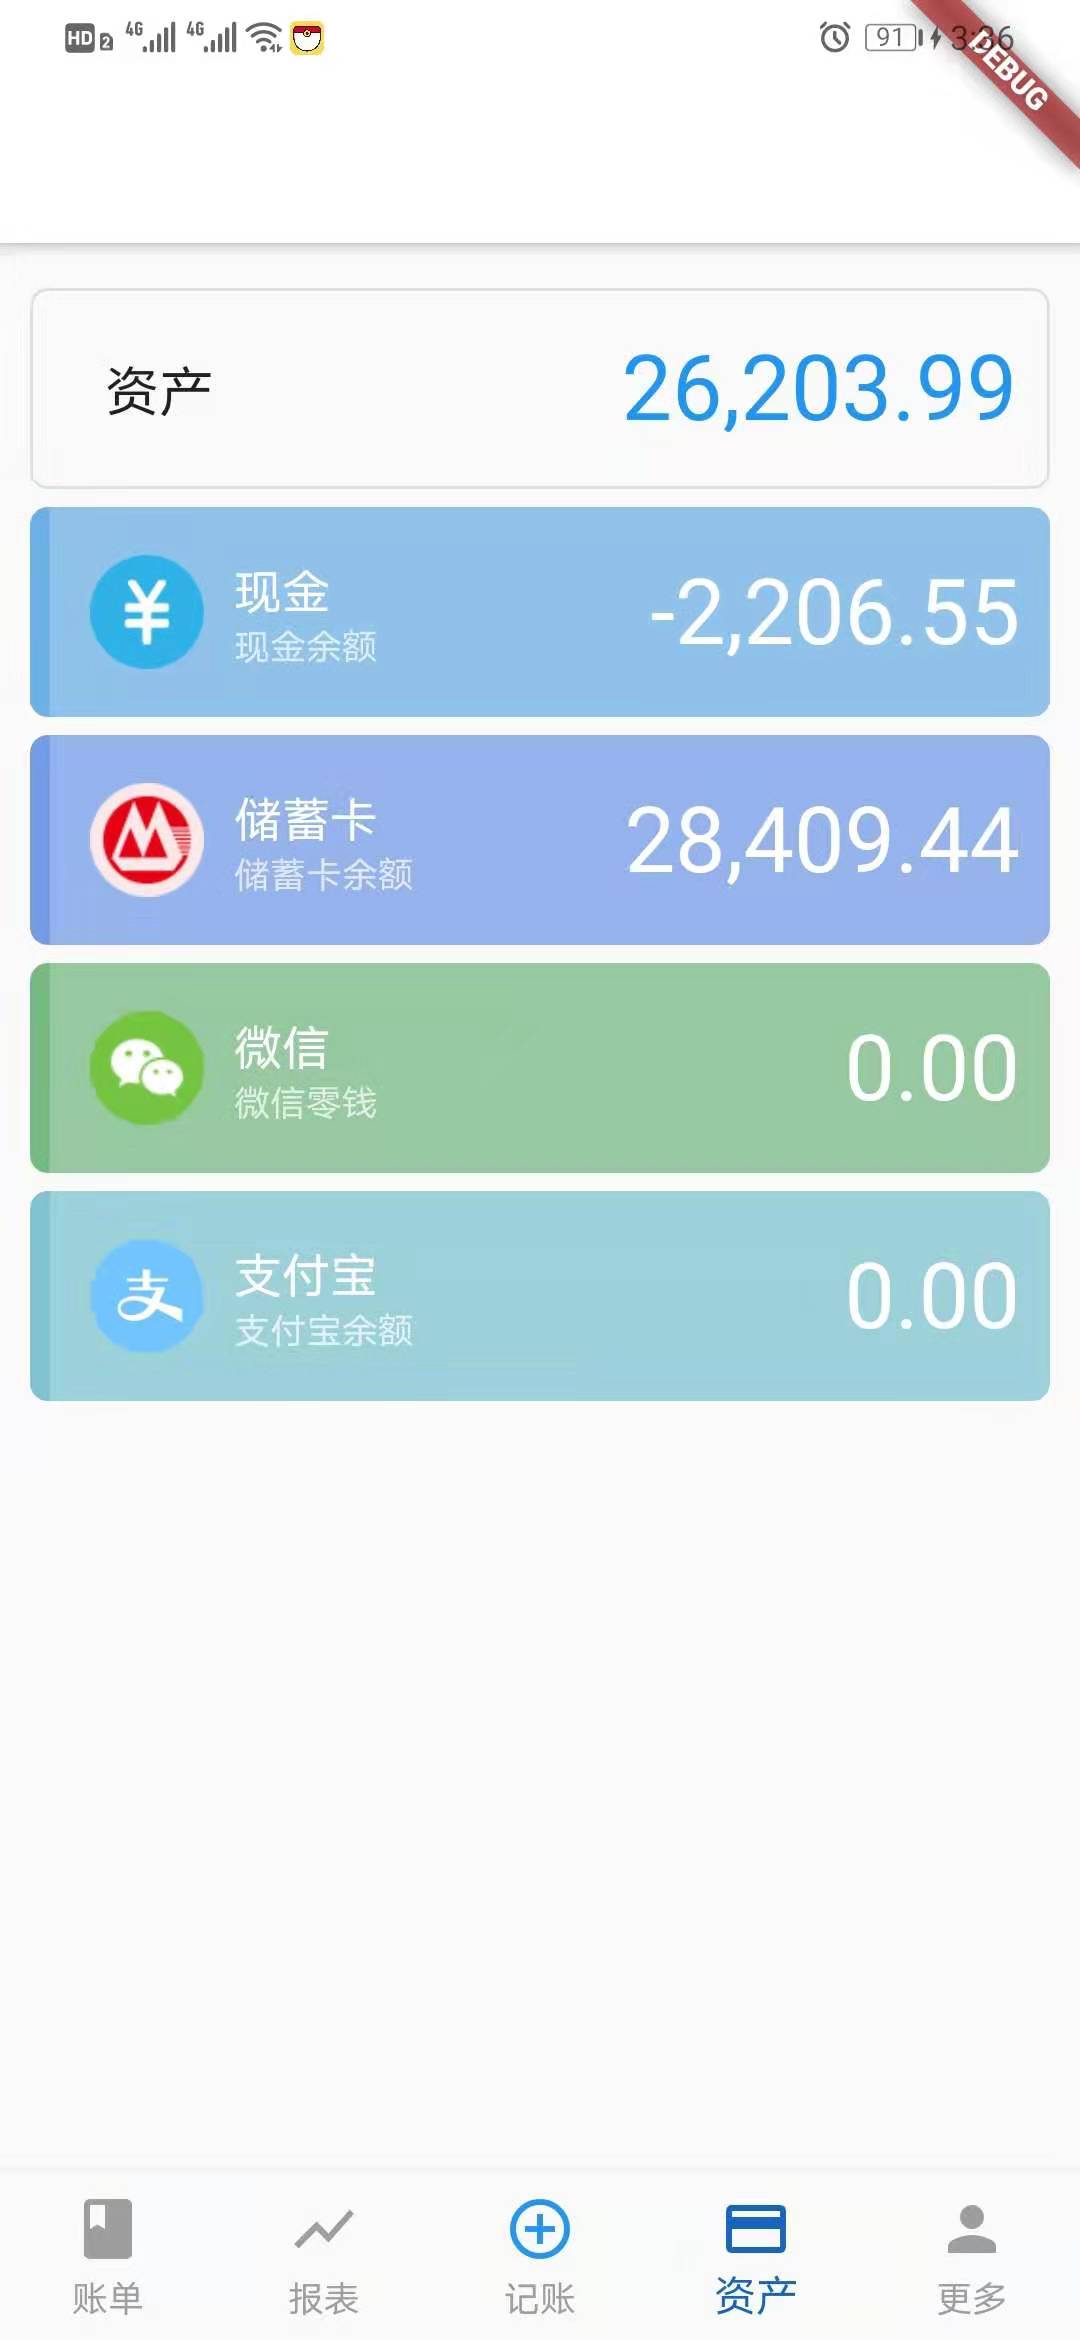 HD 2 4G 4G 91 3:36
DEBUG
资产 26,203.99
¥ 现金 -2,206.55
现金余额
储蓄卡 28,409.44
储蓄卡余额
微信 0.00
微信零钱
支 支付宝 0.00
支付宝余额
账单 报表 记账 资产 更多